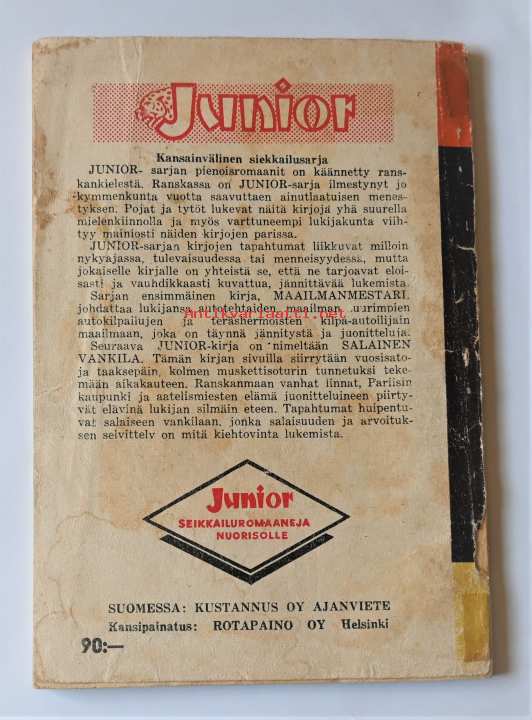 Junior
Kansainvälinen siekkailusarja
JUNIOR- sarjan pienoisromaanit on käännetty rans-
kankielestä. Ranskassa on JUNIOR-sarja ilmestynyt jo
kymmenkunta vuotta saavuttaen ainutlaatuisen menes-
tyksen. Pojat ja tytöt lukevat näitä kirjoja yhä suurella
mielenkiinnolla ja myös varttuneempi lukijakunta viih-
tyy mainiosti näiden kirjojen parissa.
JUNIOR-sarjan kirjojen tapahtumat liikkuvat milloin
nykyajassa, tulevaisuudessa tai menneisyydessä, mutta
jokaiselle kirjalle on yhteistä se, että ne tarjoavat eloi-
sasti ja vauhdikkaasti kuvattua, jännittävää lukemista.
Sarjan ensimmäinen kirja, MAAILMANMESTARI,
johdattaa lukijansa autotehtaiden maailman suurimpien
Antikvariaatti.net
autokilpailujen ja teräshermoisten kilpa-autoilijain
maailmaan, joka on täynnä jännitystä ja juonitteluja.
Seuraava JUNIOR-kirja on nimeltään SALAINEN
VANKILA. Tämän kirjan sivuilla siirrytään vuosisato-
ja taaksepäin, kolmen muskettisoturin tunnetuksi teke-
mään aikakauteen. Ranskanmaan vanhat linnat, Pariisin
kaupunki ja aatelismiesten elämä juonitteluineen piirty-
vät elävinä lukijan silmäin eteen. Tapahtumat huipentu-
vat salaiseen vankilaan, jonka salaisuuden ja arvoituk-
sen selvittely on mitä kiehtovinta lukemista.
Junior
SEIKKAILUROMAANEJA
NUORISOLLE
SUOMESSA: KUSTANNUS OY AJANVIETE
Kansipainatus: ROTAPAINO OY Helsinki
90:—